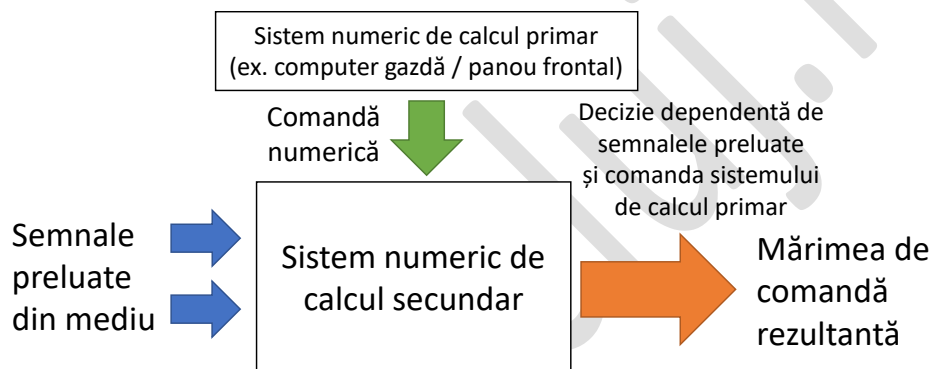 Sistem numeric de calcul primar
(ex. computer gazdă / panou frontal)
Comandă
numerică
Decizie dependentă de
semnalele preluate
și comanda sistemului
de calcul primar
Semnale
preluate
din mediu
Sistem numeric de
calcul secundar
Mărimea de
comandă
rezultantă